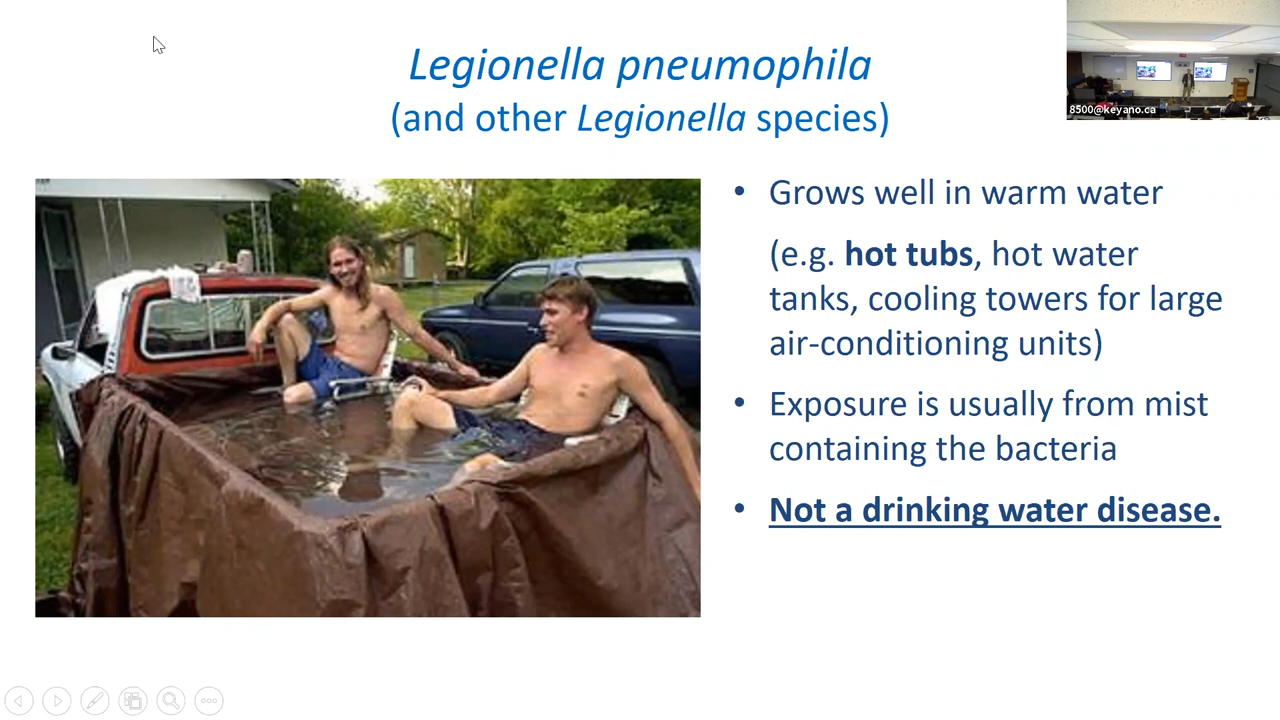 Legionella pneumophila
(and other Legionella species)
8500@keyano.ca
• Grows well in warm water
(e.g. hot tubs, hot water
tanks, cooling towers for large
air-conditioning units)
• Exposure is usually from mist
containing the bacteria
• Not a drinking water disease.